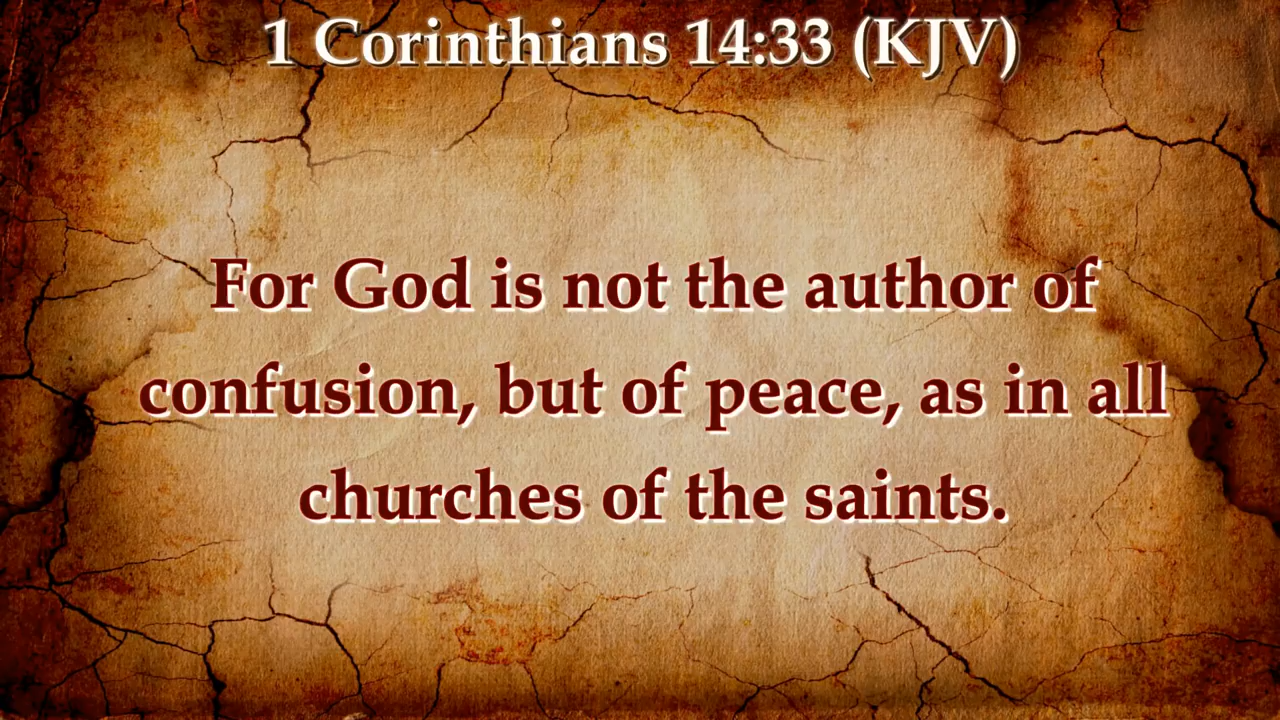 1 Corinthians 14:33 (KJV)
For God is not the author of
confusion, but of peace, as in all
churches of the saints.